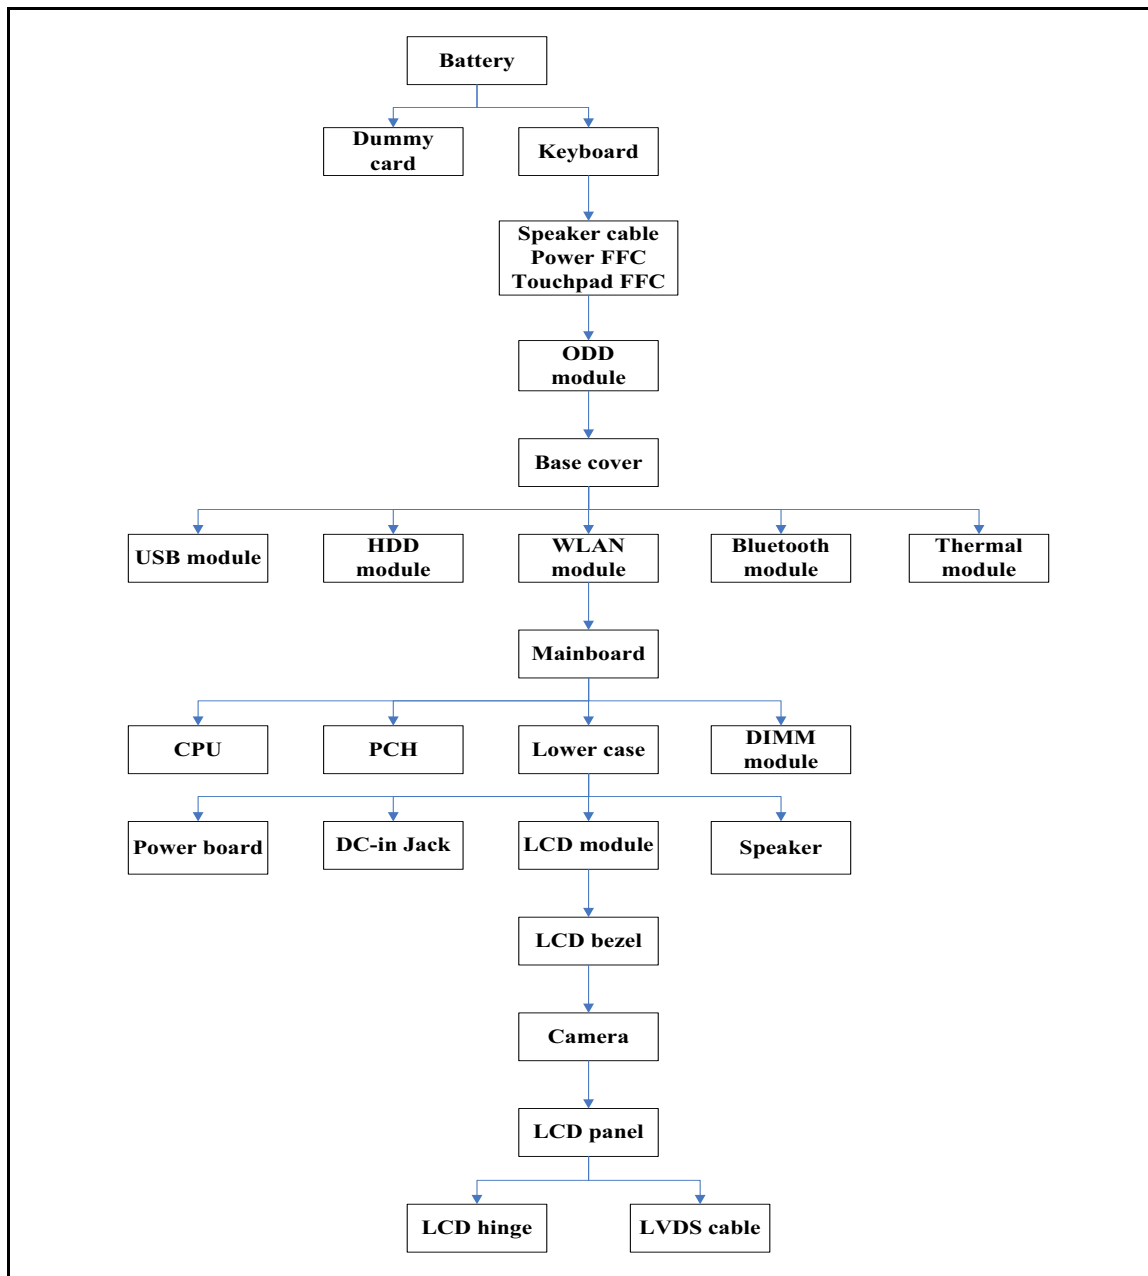 Battery
Dummy
card
Keyboard
Speaker cable
Power FFC
Touchpad FFC
ODD
module
Base cover
USB module
HDD
module
WLAN
module
Bluetooth
module
Thermal
module
Mainboard
CPU
PCH
Lower case
DIMM
module
Power board
DC-in Jack
LCD module
Speaker
LCD bezel
Camera
LCD panel
LCD hinge
LVDS cable